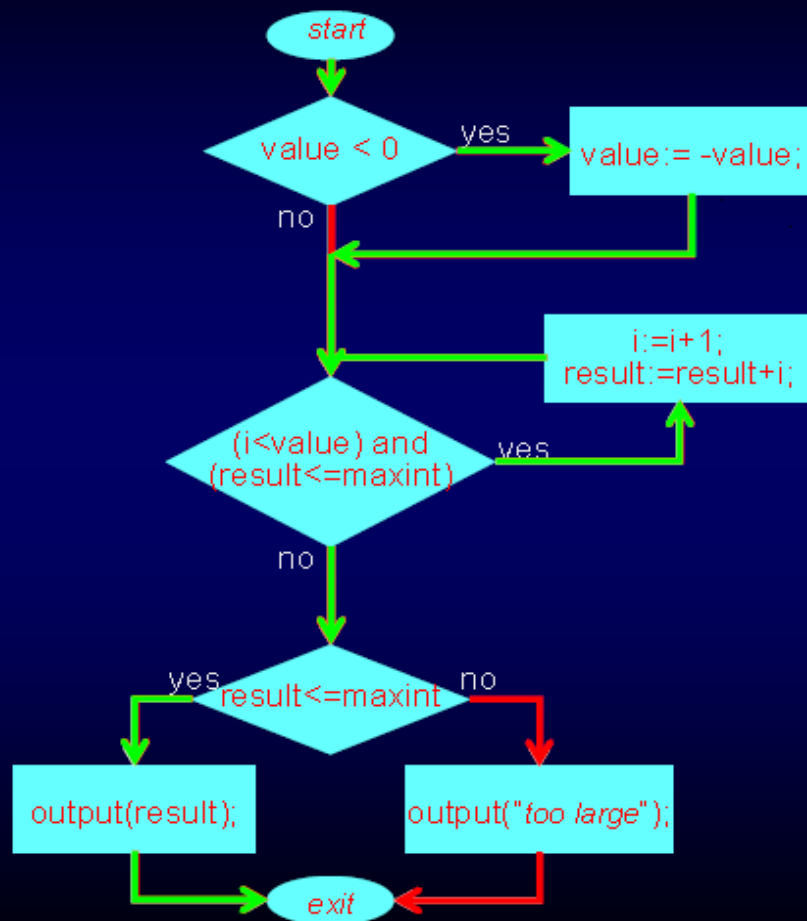 start
value < 0
yes
value:= -value;
no
i:=i+1;
result:=result+i;
(i<value) and
(result<=maxint)
yes
no
yes
result<=maxint
no
output(result);
output("too large");
exit